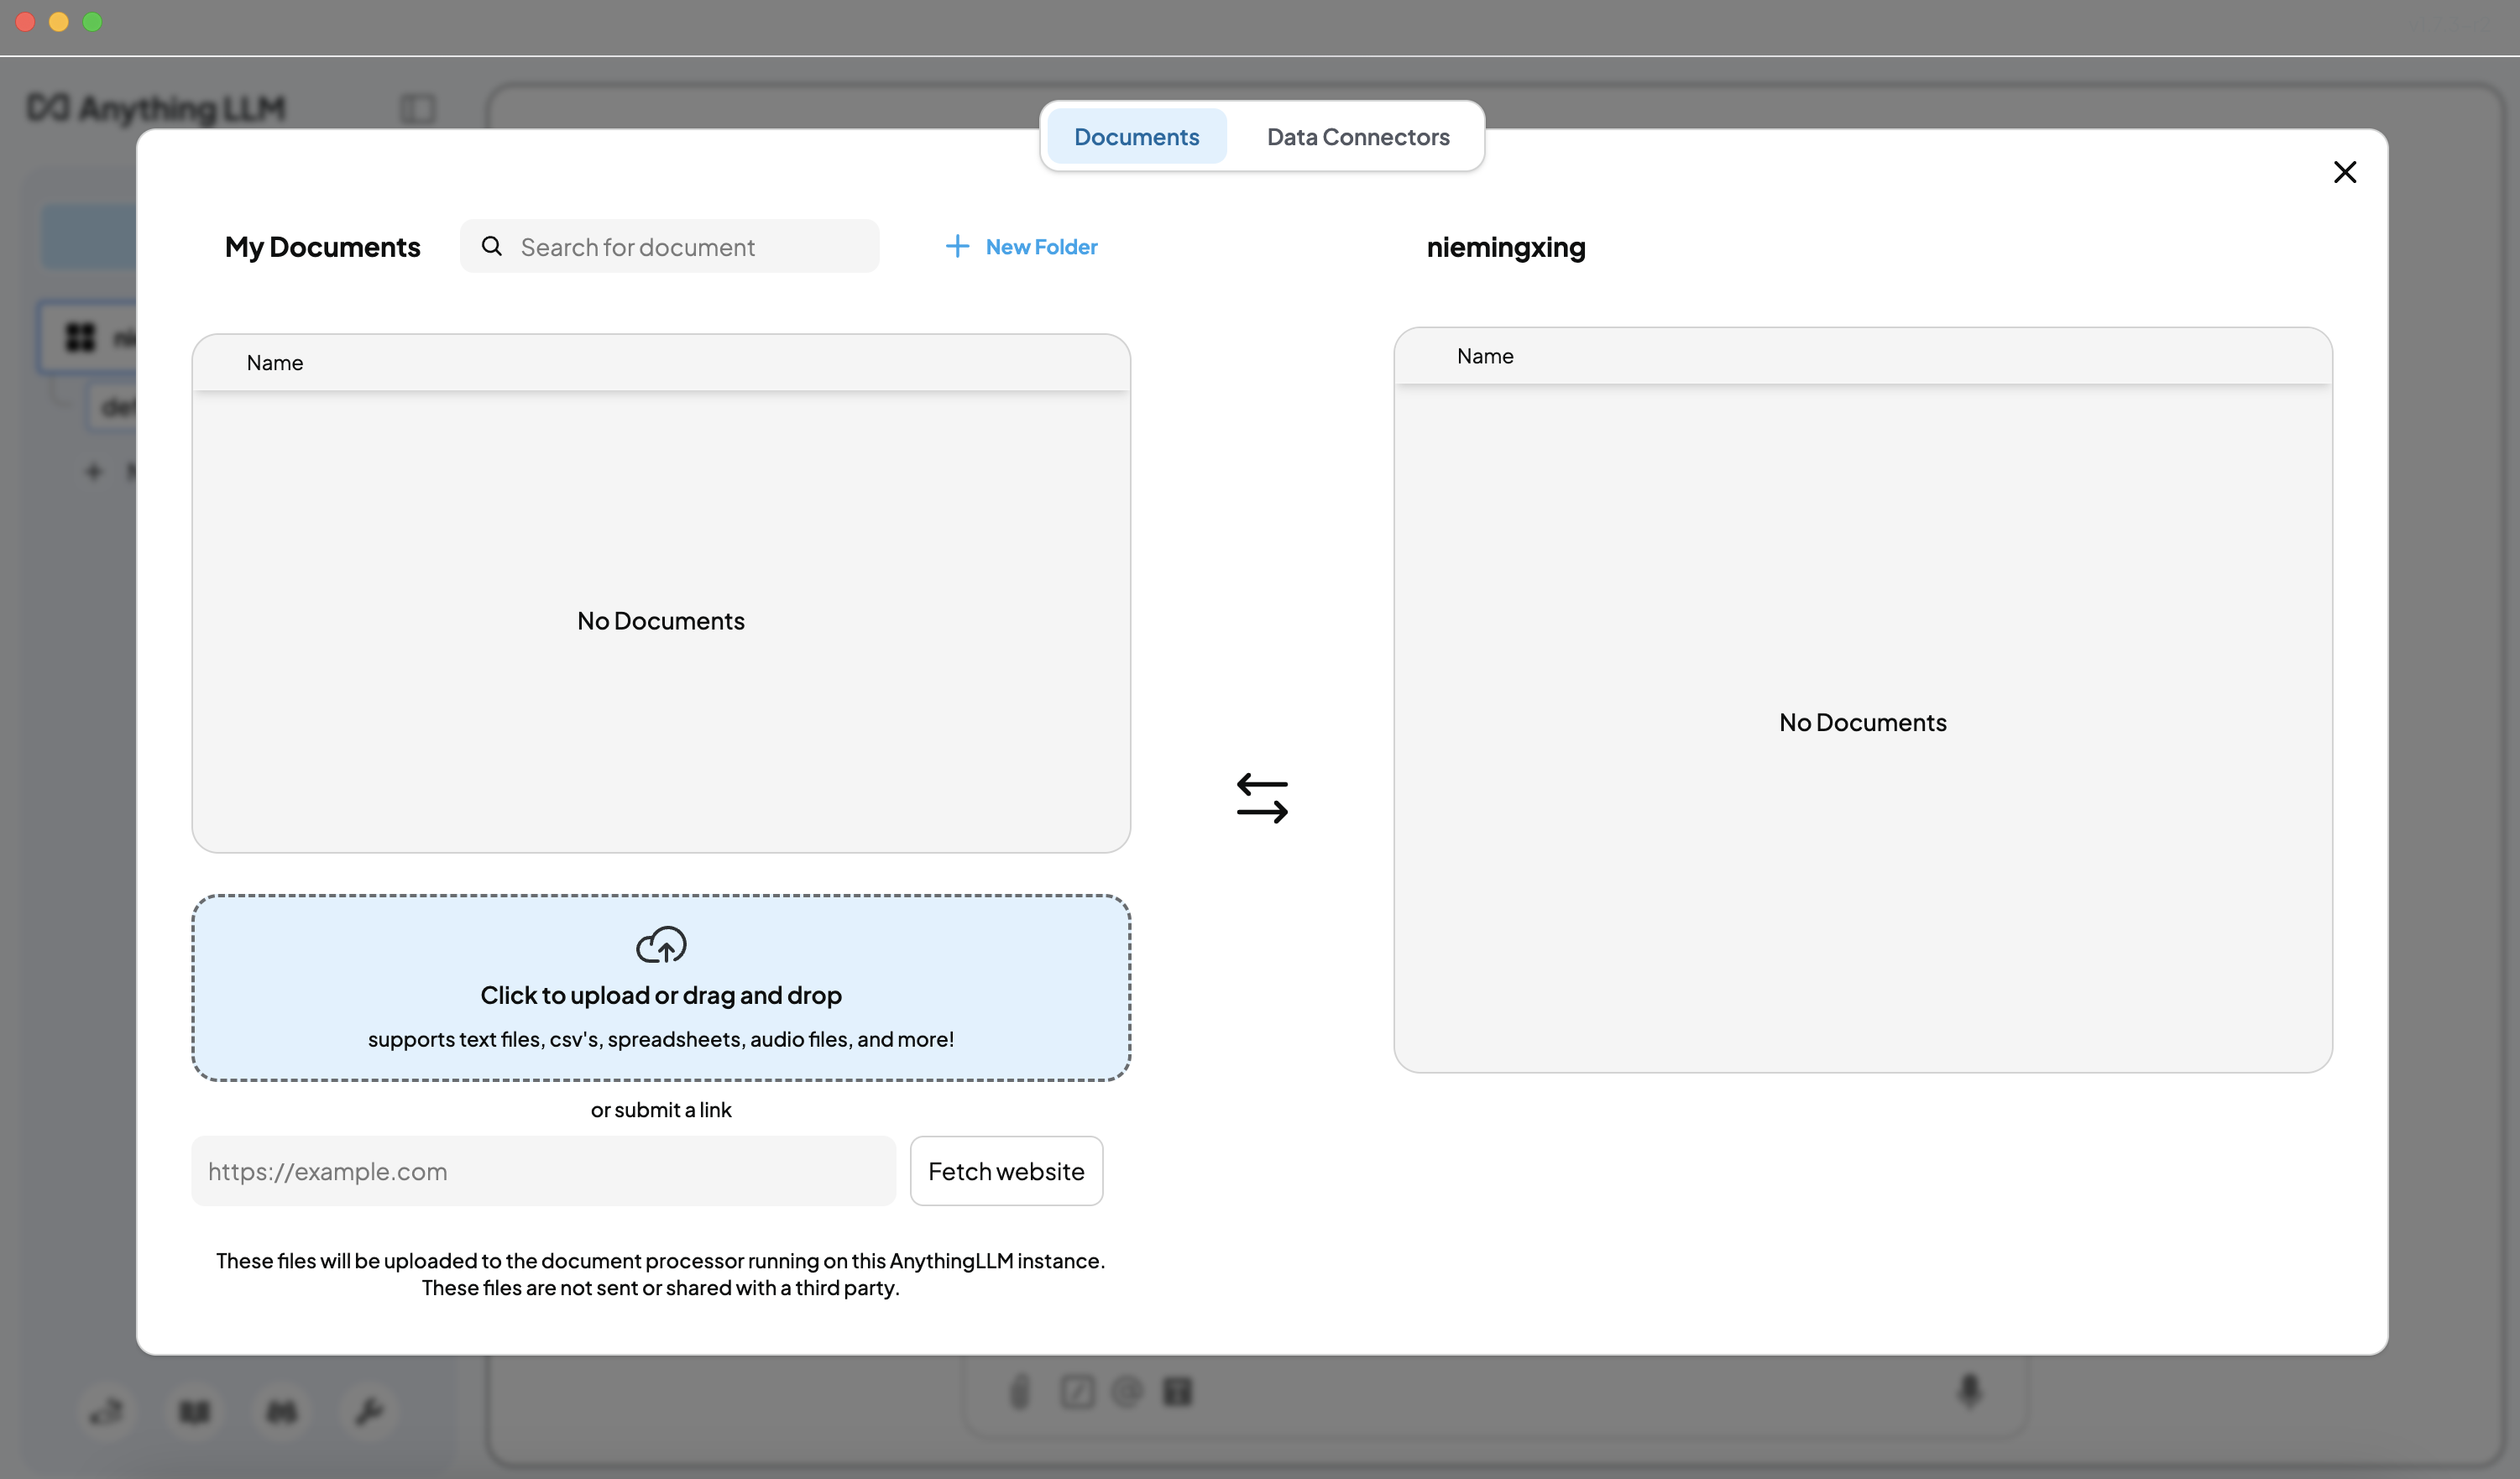 Anything LLM
Documents
Data Connectors
My Documents
Search for document
New Folder
niemingxing
Name
Name
No Documents
No Documents
Click to upload or drag and drop
supports text files, csv's, spreadsheets, audio files, and more!
or submit a link
https://example.com
Fetch website
These files will be uploaded to the document processor running on this AnythingLLM instance.
These files are not sent or shared with a third party.